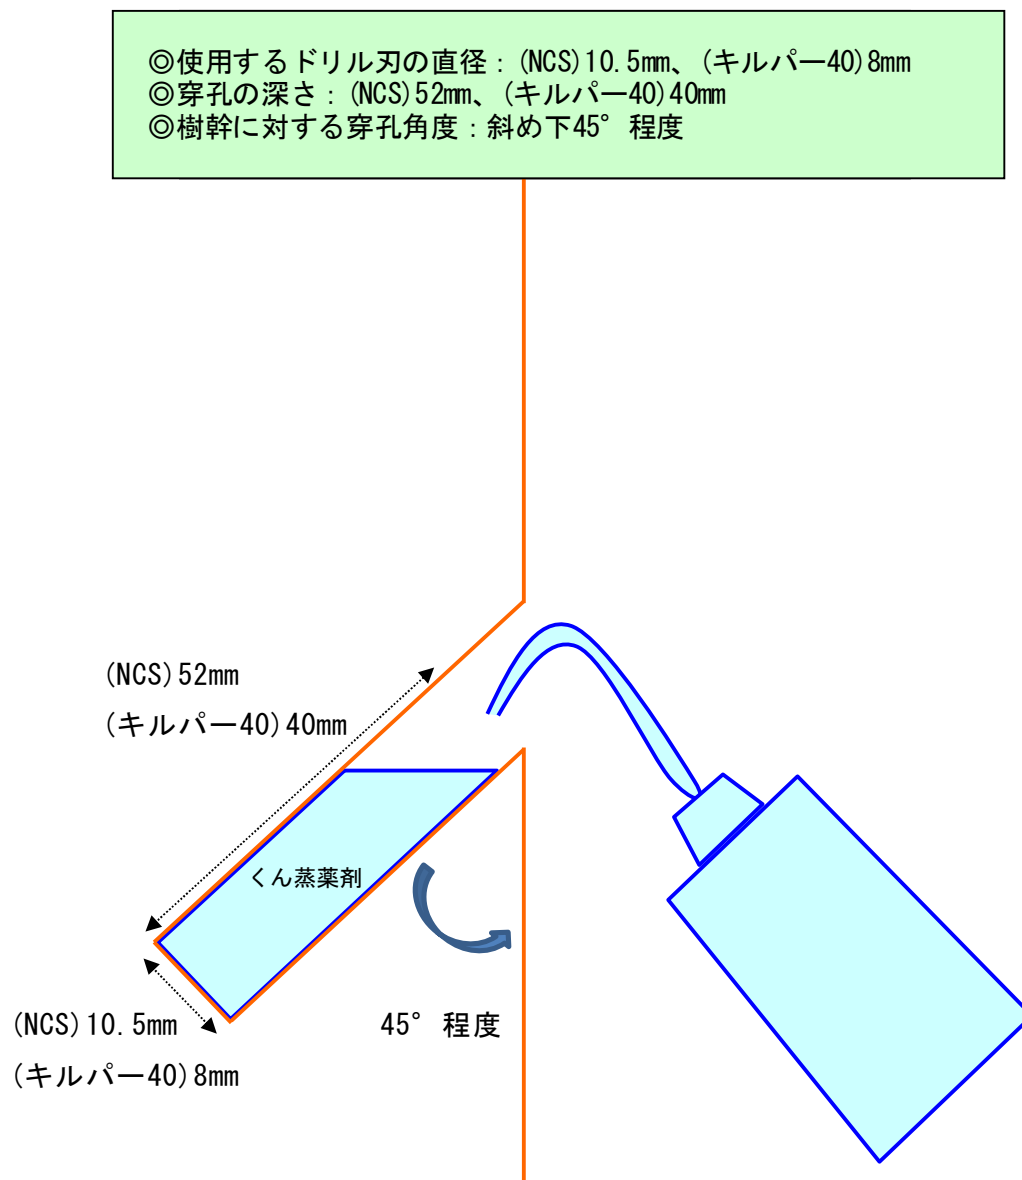 ◎使用するドリル刃の直径：(NCS)10.5mm、(キルパー40)8mm
◎穿孔の深さ：(NCS)52mm、(キルパー40)40mm
◎樹幹に対する穿孔角度：斜め下45°程度
(NCS)52mm
(キルパー40)40mm
くん蒸薬剤
(NCS)10.5mm
45°程度
(キルパー40)8mm